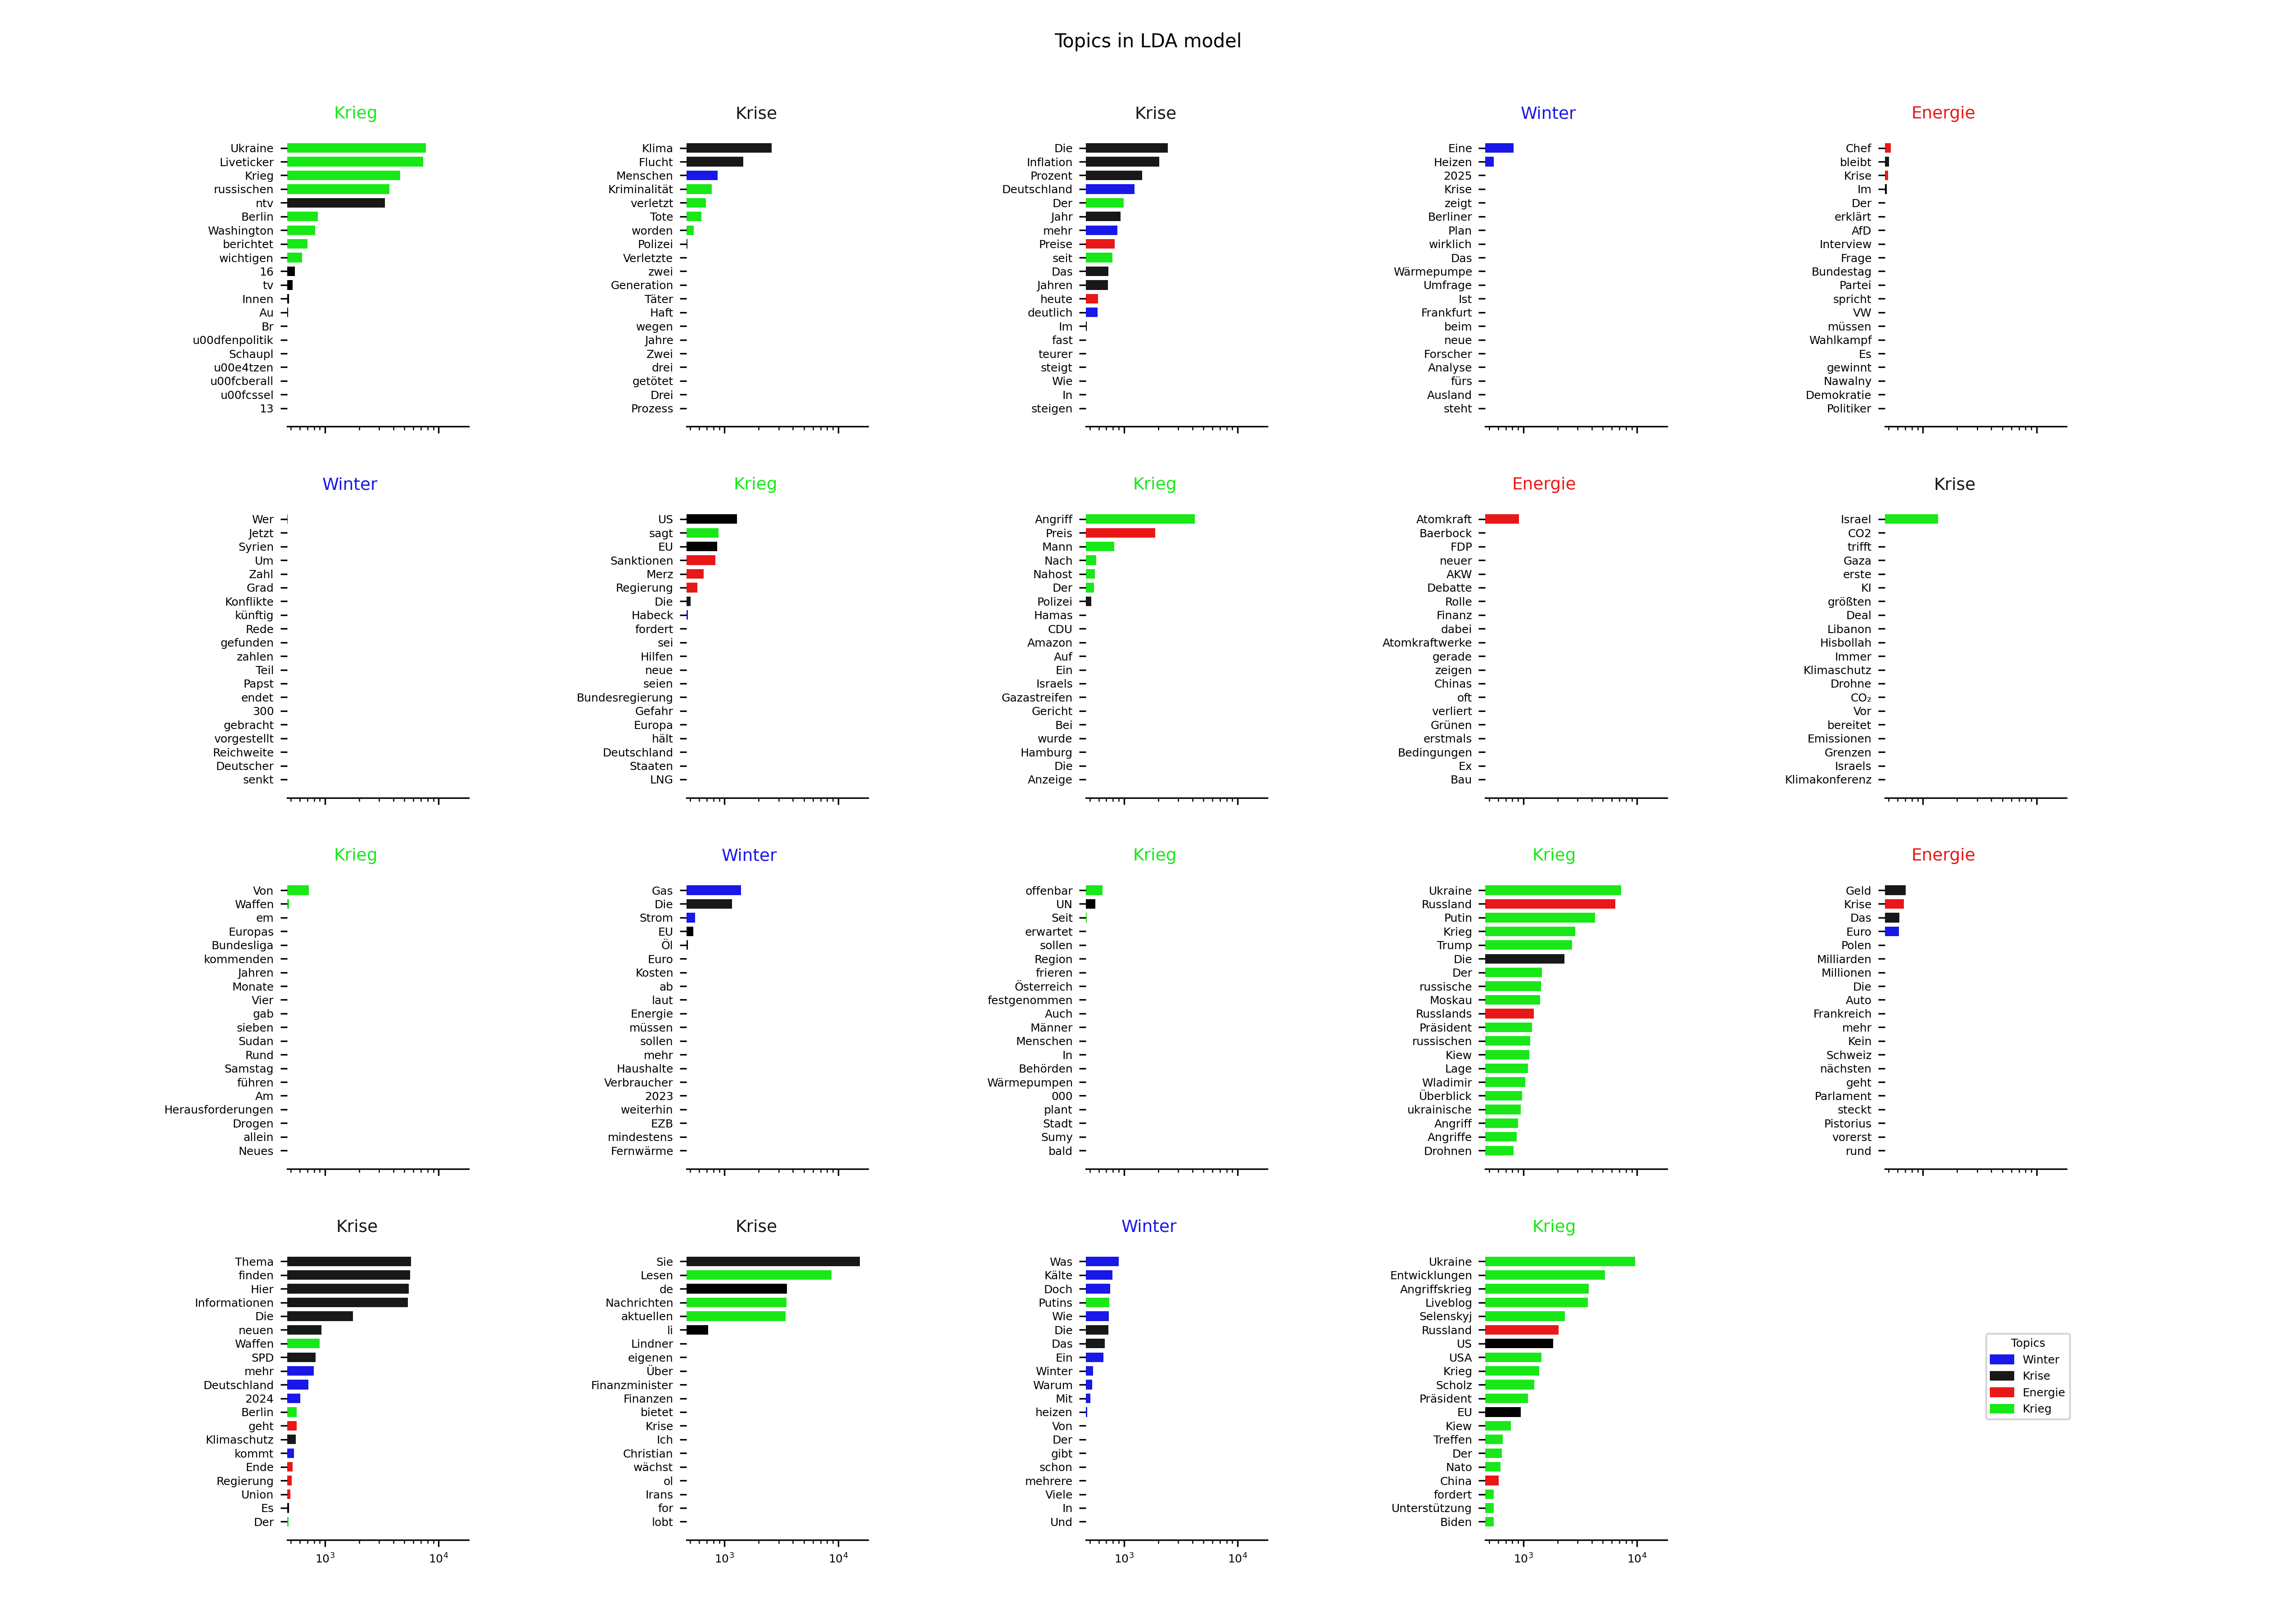 Topics in LDA model
Krieg
Ukraine
Liveticker
Krieg
russischen
ntv
Berlin
Washington
berichtet
wichtigen
16
tv
Innen
Au
Br
u00dfenpolitik
Schaupl
u00e4tzen
u00fcberall
u00fcssel
13
Krise
Klima
Flucht
Menschen
Kriminalität
verletzt
Tote
worden
Polizei
Verletzte
zwei
Generation
Täter
Haft
wegen
Jahre
Zwei
drei
getötet
Drei
Prozess
Krise
Die
Inflation
Prozent
Deutschland
Der
Jahr
mehr
Preise
seit
Das
Jahren
heute
deutlich
Im
fast
teurer
steigt
Wie
In
steigen
Winter
Eine
Heizen
2025
Krise
zeigt
Berliner
Plan
wirklich
Das
Wärmepumpe
Umfrage
Ist
Frankfurt
beim
neue
Forscher
Analyse
fürs
Ausland
steht
Energie
Chef
bleibt
Krise
Im
Der
erklärt
AfD
Interview
Frage
Bundestag
Partei
spricht
VW
müssen
Wahlkampf
Es
gewinnt
Nawalny
Demokratie
Politiker
Winter
Wer
Jetzt
Syrien
Um
Zahl
Grad
Konflikte
künftig
Rede
gefunden
zahlen
Teil
Papst
endet
300
gebracht
vorgestellt
Reichweite
Deutscher
senkt
Krieg
US
sagt
EU
Sanktionen
Merz
Regierung
Die
Habeck
fordert
sei
Hilfen
neue
seien
Bundesregierung
Gefahr
Europa
hält
Deutschland
Staaten
LNG
Krieg
Angriff
Preis
Mann
Nach
Nahost
Der
Polizei
Hamas
CDU
Amazon
Auf
Ein
Israels
Gazastreifen
Gericht
Bei
wurde
Hamburg
Die
Anzeige
Energie
Atomkraft
Baerbock
FDP
neuer
AKW
Debatte
Rolle
Finanz
dabei
Atomkraftwerke
gerade
zeigen
Chinas
oft
verliert
Grünen
erstmals
Bedingungen
Ex
Bau
Krise
Israel
CO2
trifft
Gaza
erste
KI
größten
Deal
Libanon
Hisbollah
Immer
Klimaschutz
Drohne
CO₂
Vor
bereitet
Emissionen
Grenzen
Israels
Klimakonferenz
Krieg
Von
Waffen
em
Europas
Bundesliga
kommenden
Jahren
Monate
Vier
gab
sieben
Sudan
Rund
Samstag
führen
Am
Herausforderungen
Drogen
allein
Neues
Winter
Gas
Die
Strom
EU
Öl
Euro
Kosten
ab
laut
Energie
müssen
sollen
mehr
Haushalte
Verbraucher
2023
weiterhin
EZB
mindestens
Fernwärme
Krieg
offenbar
UN
Seit
erwartet
sollen
Region
frieren
Österreich
festgenommen
Auch
Männer
Menschen
In
Behörden
Wärmepumpen
000
plant
Stadt
Sumy
bald
Krieg
Ukraine
Russland
Putin
Krieg
Trump
Die
Der
russische
Moskau
Russlands
Präsident
russischen
Kiew
Lage
Wladimir
Überblick
ukrainische
Angriff
Angriffe
Drohnen
Energie
Geld
Krise
Das
Euro
Polen
Milliarden
Millionen
Die
Auto
Frankreich
mehr
Kein
Schweiz
nächsten
geht
Parlament
steckt
Pistorius
vorerst
rund
Krise
Thema
finden
Hier
Informationen
Die
neuen
Waffen
SPD
mehr
Deutschland
2024
Berlin
geht
Klimaschutz
kommt
Ende
Regierung
Union
Es
Der
10³ 10⁴
Krise
Sie
Lesen
de
Nachrichten
aktuellen
li
Lindner
eigenen
Über
Finanzminister
Finanzen
bietet
Krise
Ich
Christian
wächst
ol
Irans
for
lobt
10³ 10⁴
Winter
Was
Kälte
Doch
Putins
Wie
Die
Das
Ein
Winter
Warum
Mit
heizen
Von
Der
gibt
schon
mehrere
Viele
In
Und
10³ 10⁴
Krieg
Ukraine
Entwicklungen
Angriffskrieg
Liveblog
Selenskyj
Russland
US
USA
Krieg
Scholz
Präsident
EU
Kiew
Treffen
Der
Nato
China
fordert
Unterstützung
Biden
10³ 10⁴
Topics
Winter
Krise
Energie
Krieg